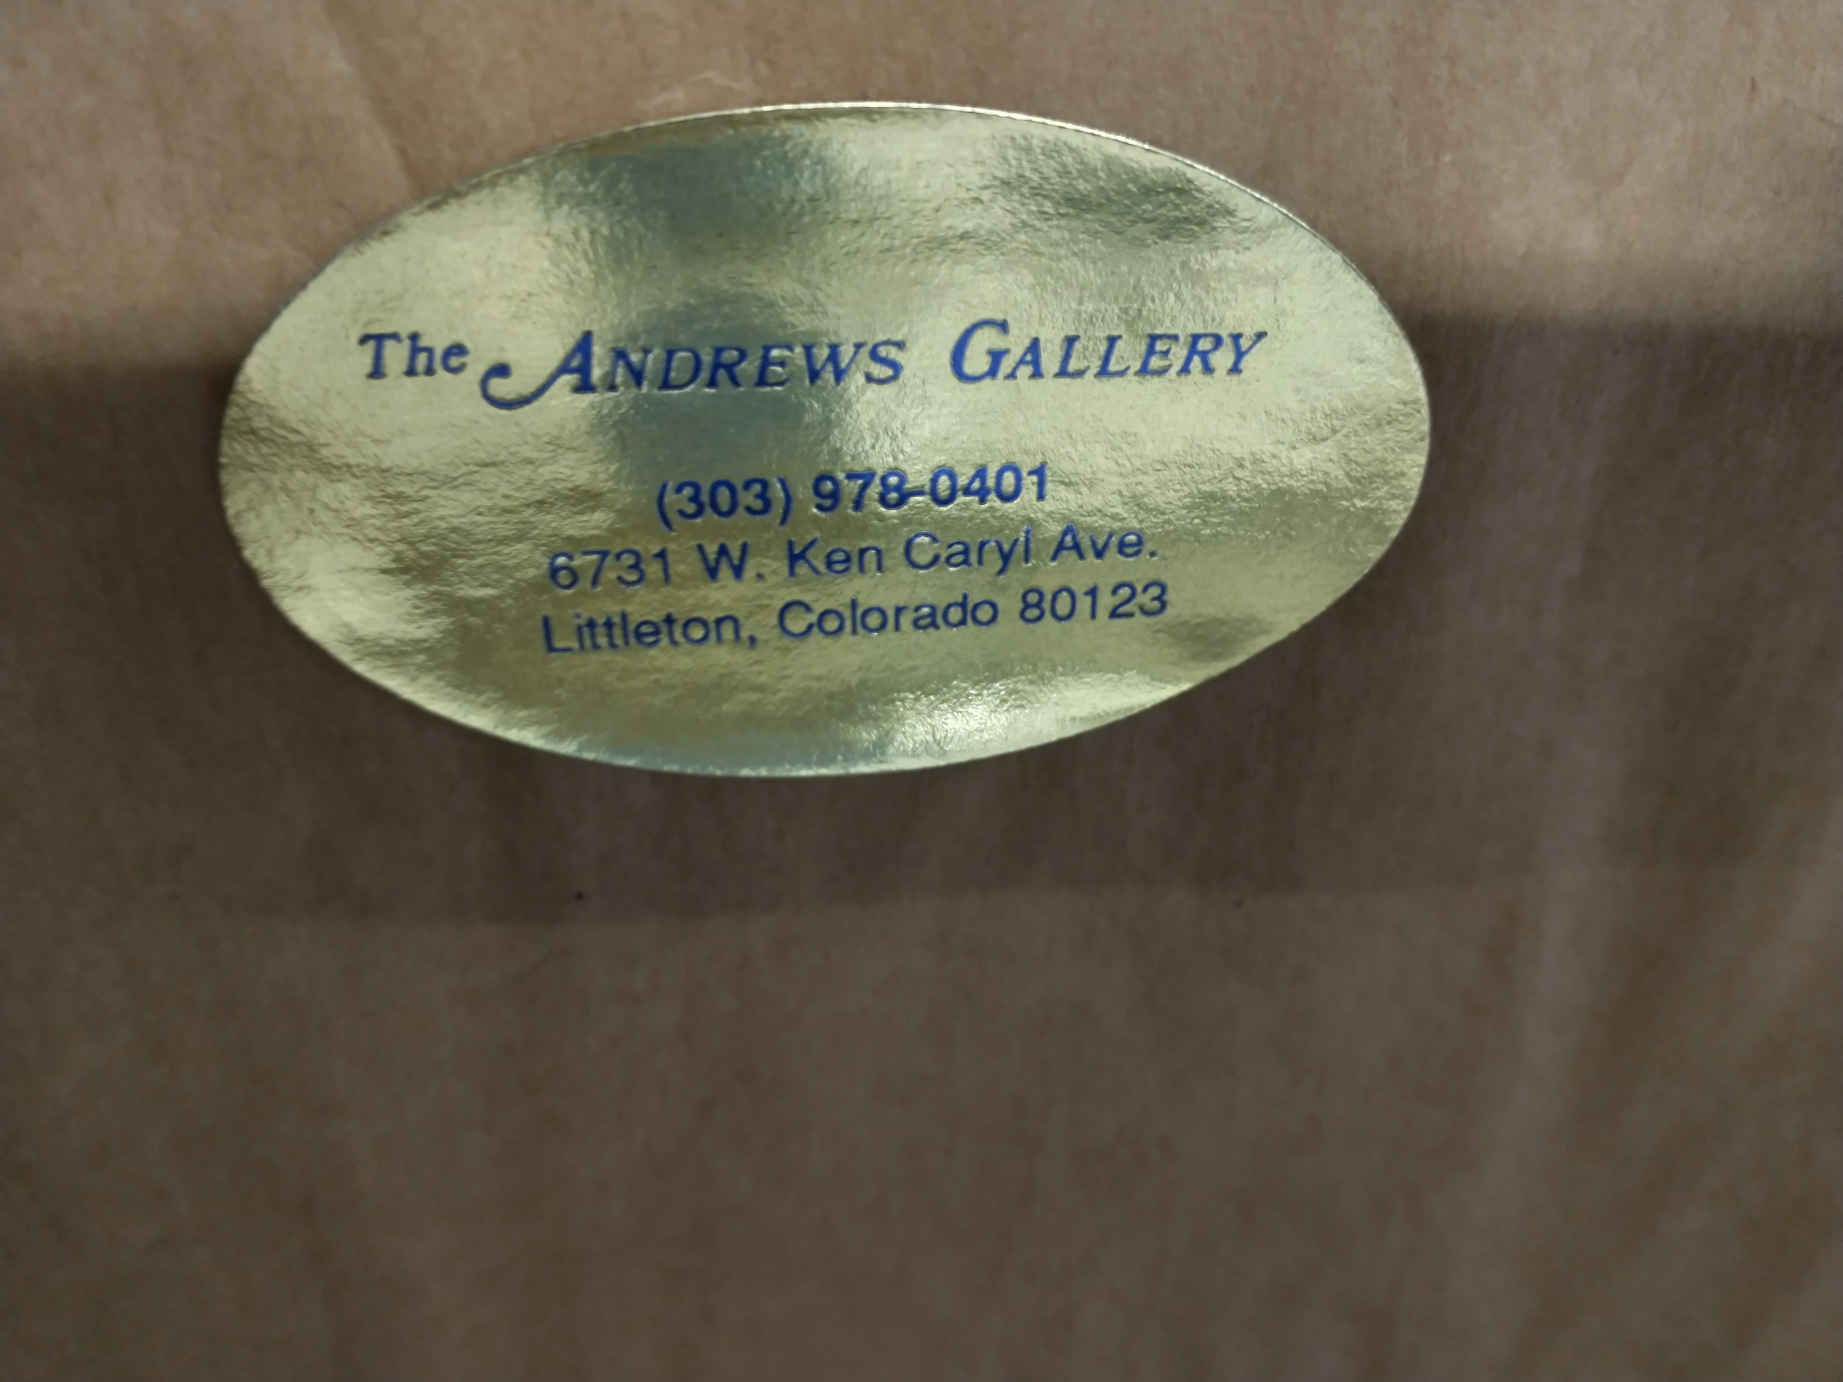 The ANDREWS GALLERY
(303) 978-0401
6731 W. Ken Caryl Ave.
Littleton, Colorado 80123